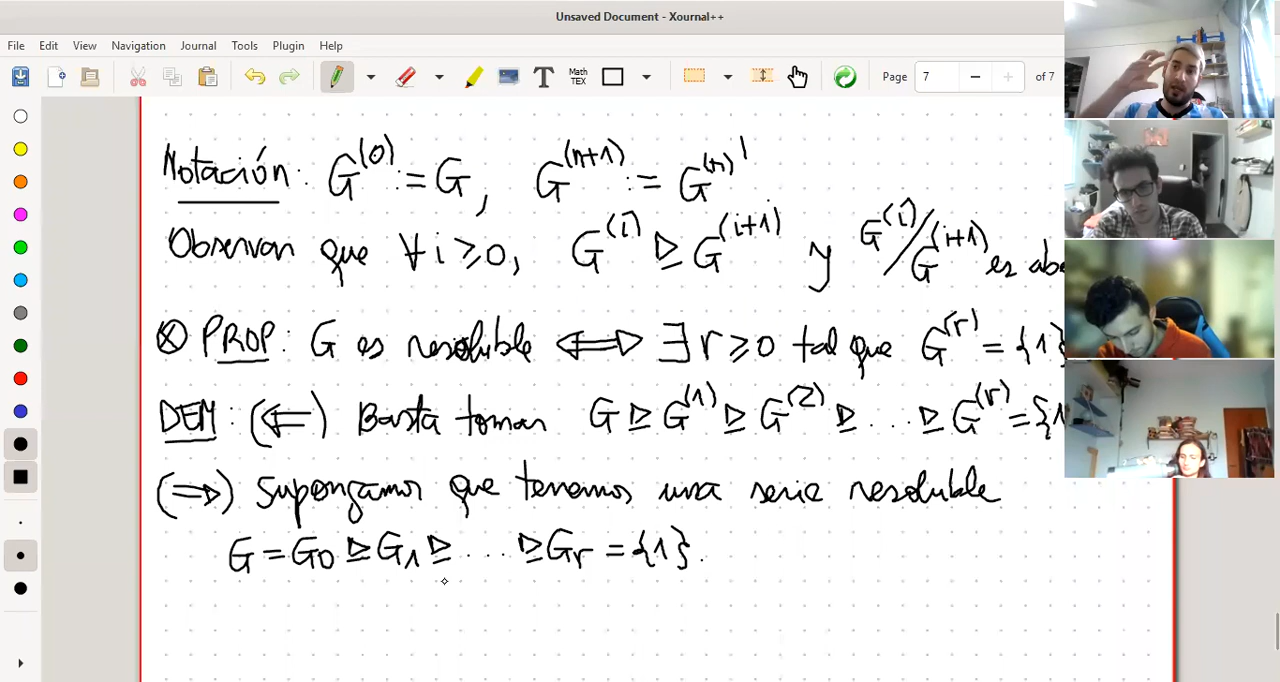 Unsaved Document - Xournal++
File Edit View Navigation Journal Tools Plugin Help
T Math TEX Page 7 of 7
Notación: G^(0) := G, G^(n+1) := G^(n)'
Observar que ∀ i ≥ 0, G^(i) ⊵ G^(i+1) y G^(i)/G^(i+1) es abe
⊗ PROP: G es resoluble ⟺ ∃ r ≥ 0 tal que G^(r) = {1}
DEM: (⟸) Basta tomar G ⊵ G^(1) ⊵ G^(2) ⊵ ... ⊵ G^(r) = {1
(⟹) Supongamos que tenemos una serie resoluble
G = G₀ ⊵ G₁ ⊵ ... ⊵ Gᵣ = {1}.